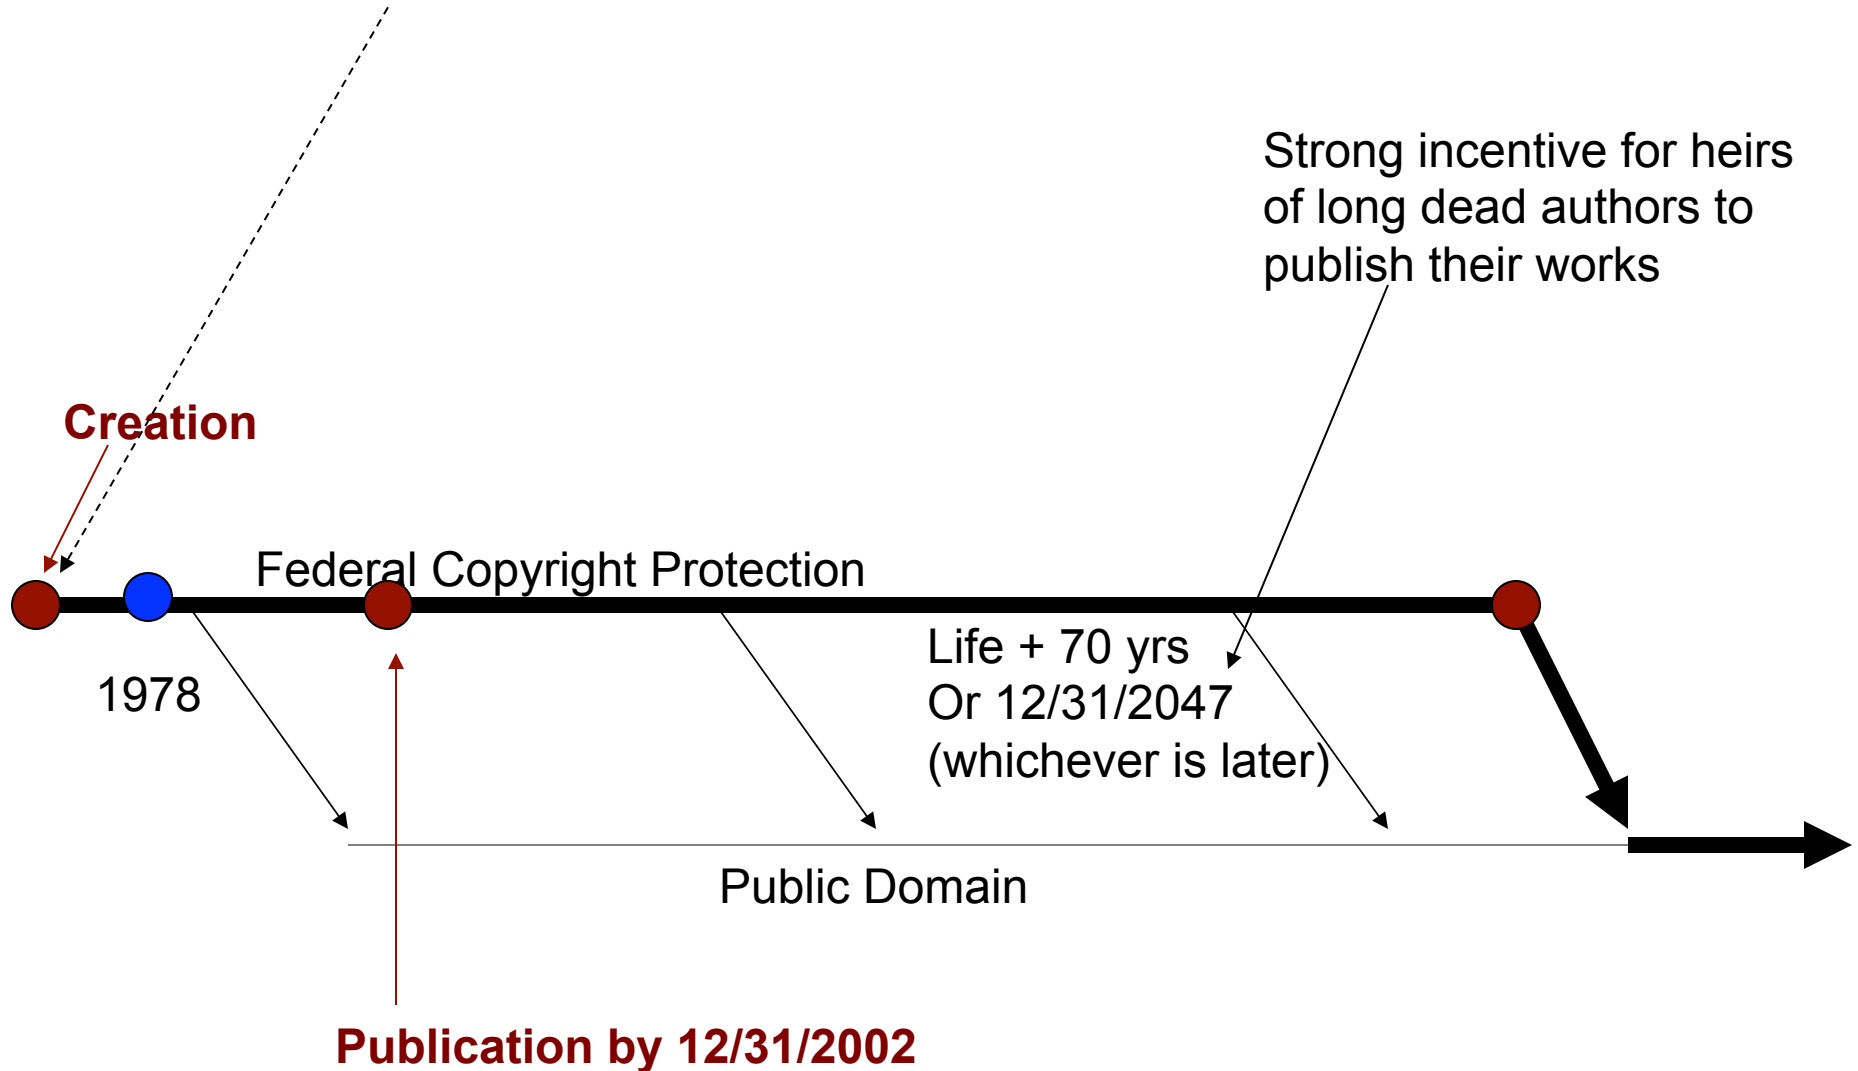 Strong incentive for heirs
of long dead authors to
publish their works
Creation
Federal Copyright Protection
Life + 70 yrs
Or 12/31/2047
(whichever is later)
1978
Public Domain
Publication by 12/31/2002